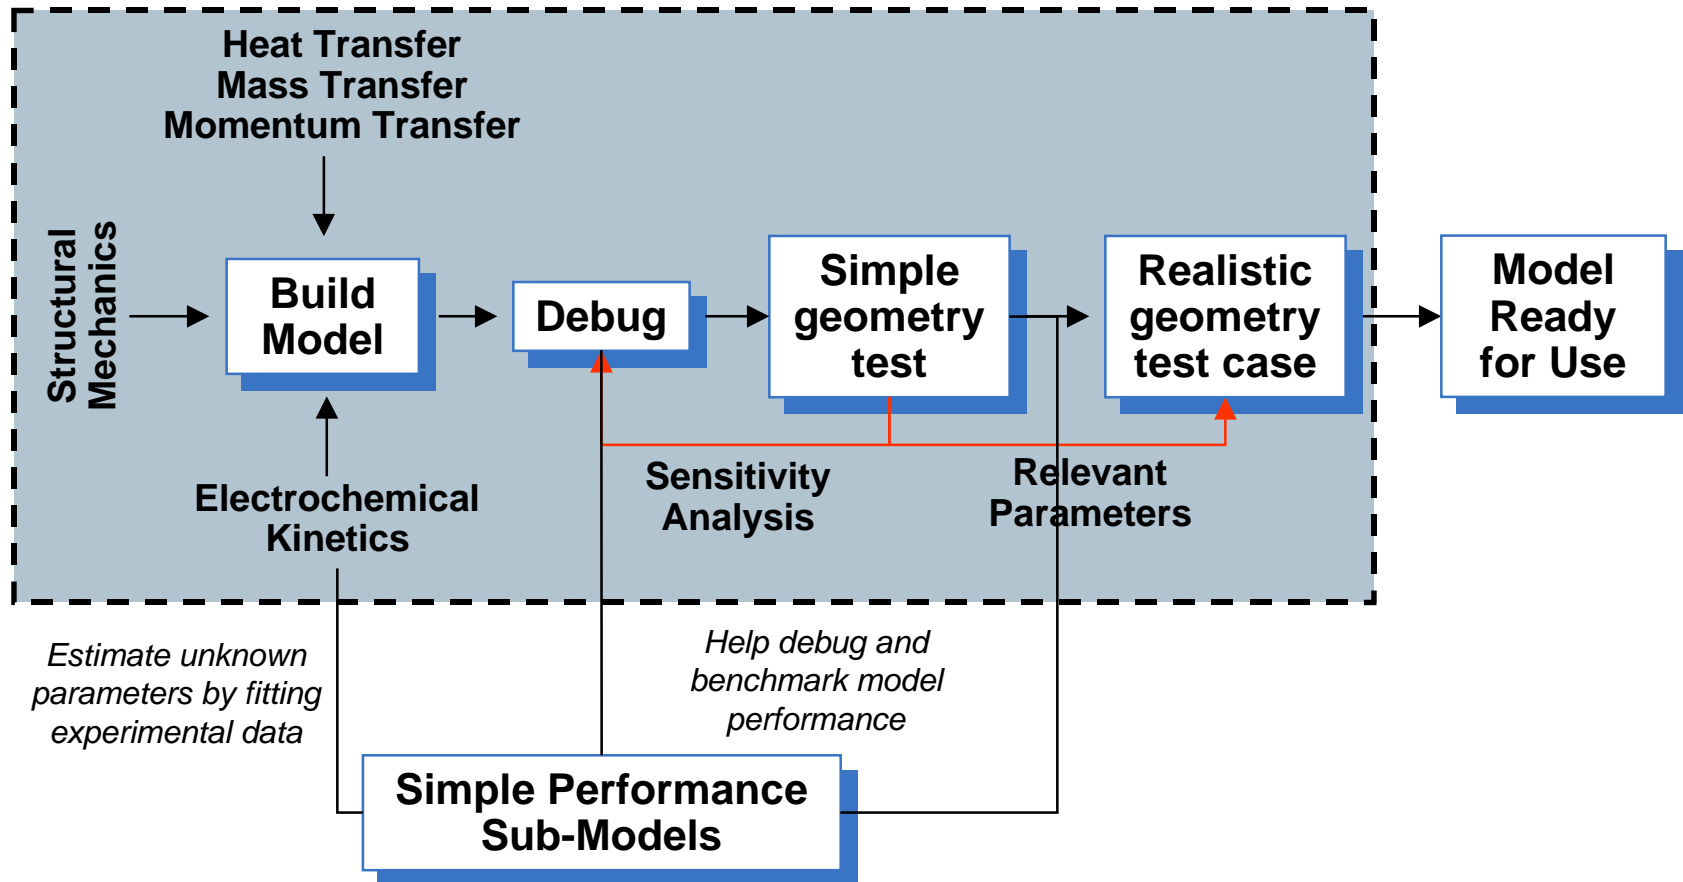 Heat Transfer
Mass Transfer
Momentum Transfer
Structural
Mechanics
Build
Model
Debug
Simple
geometry
test
Realistic
geometry
test case
Model
Ready
for Use
Sensitivity
Analysis
Relevant
Parameters
Electrochemical
Kinetics
Estimate unknown
parameters by fitting
experimental data
Help debug and
benchmark model
performance
Simple Performance
Sub-Models